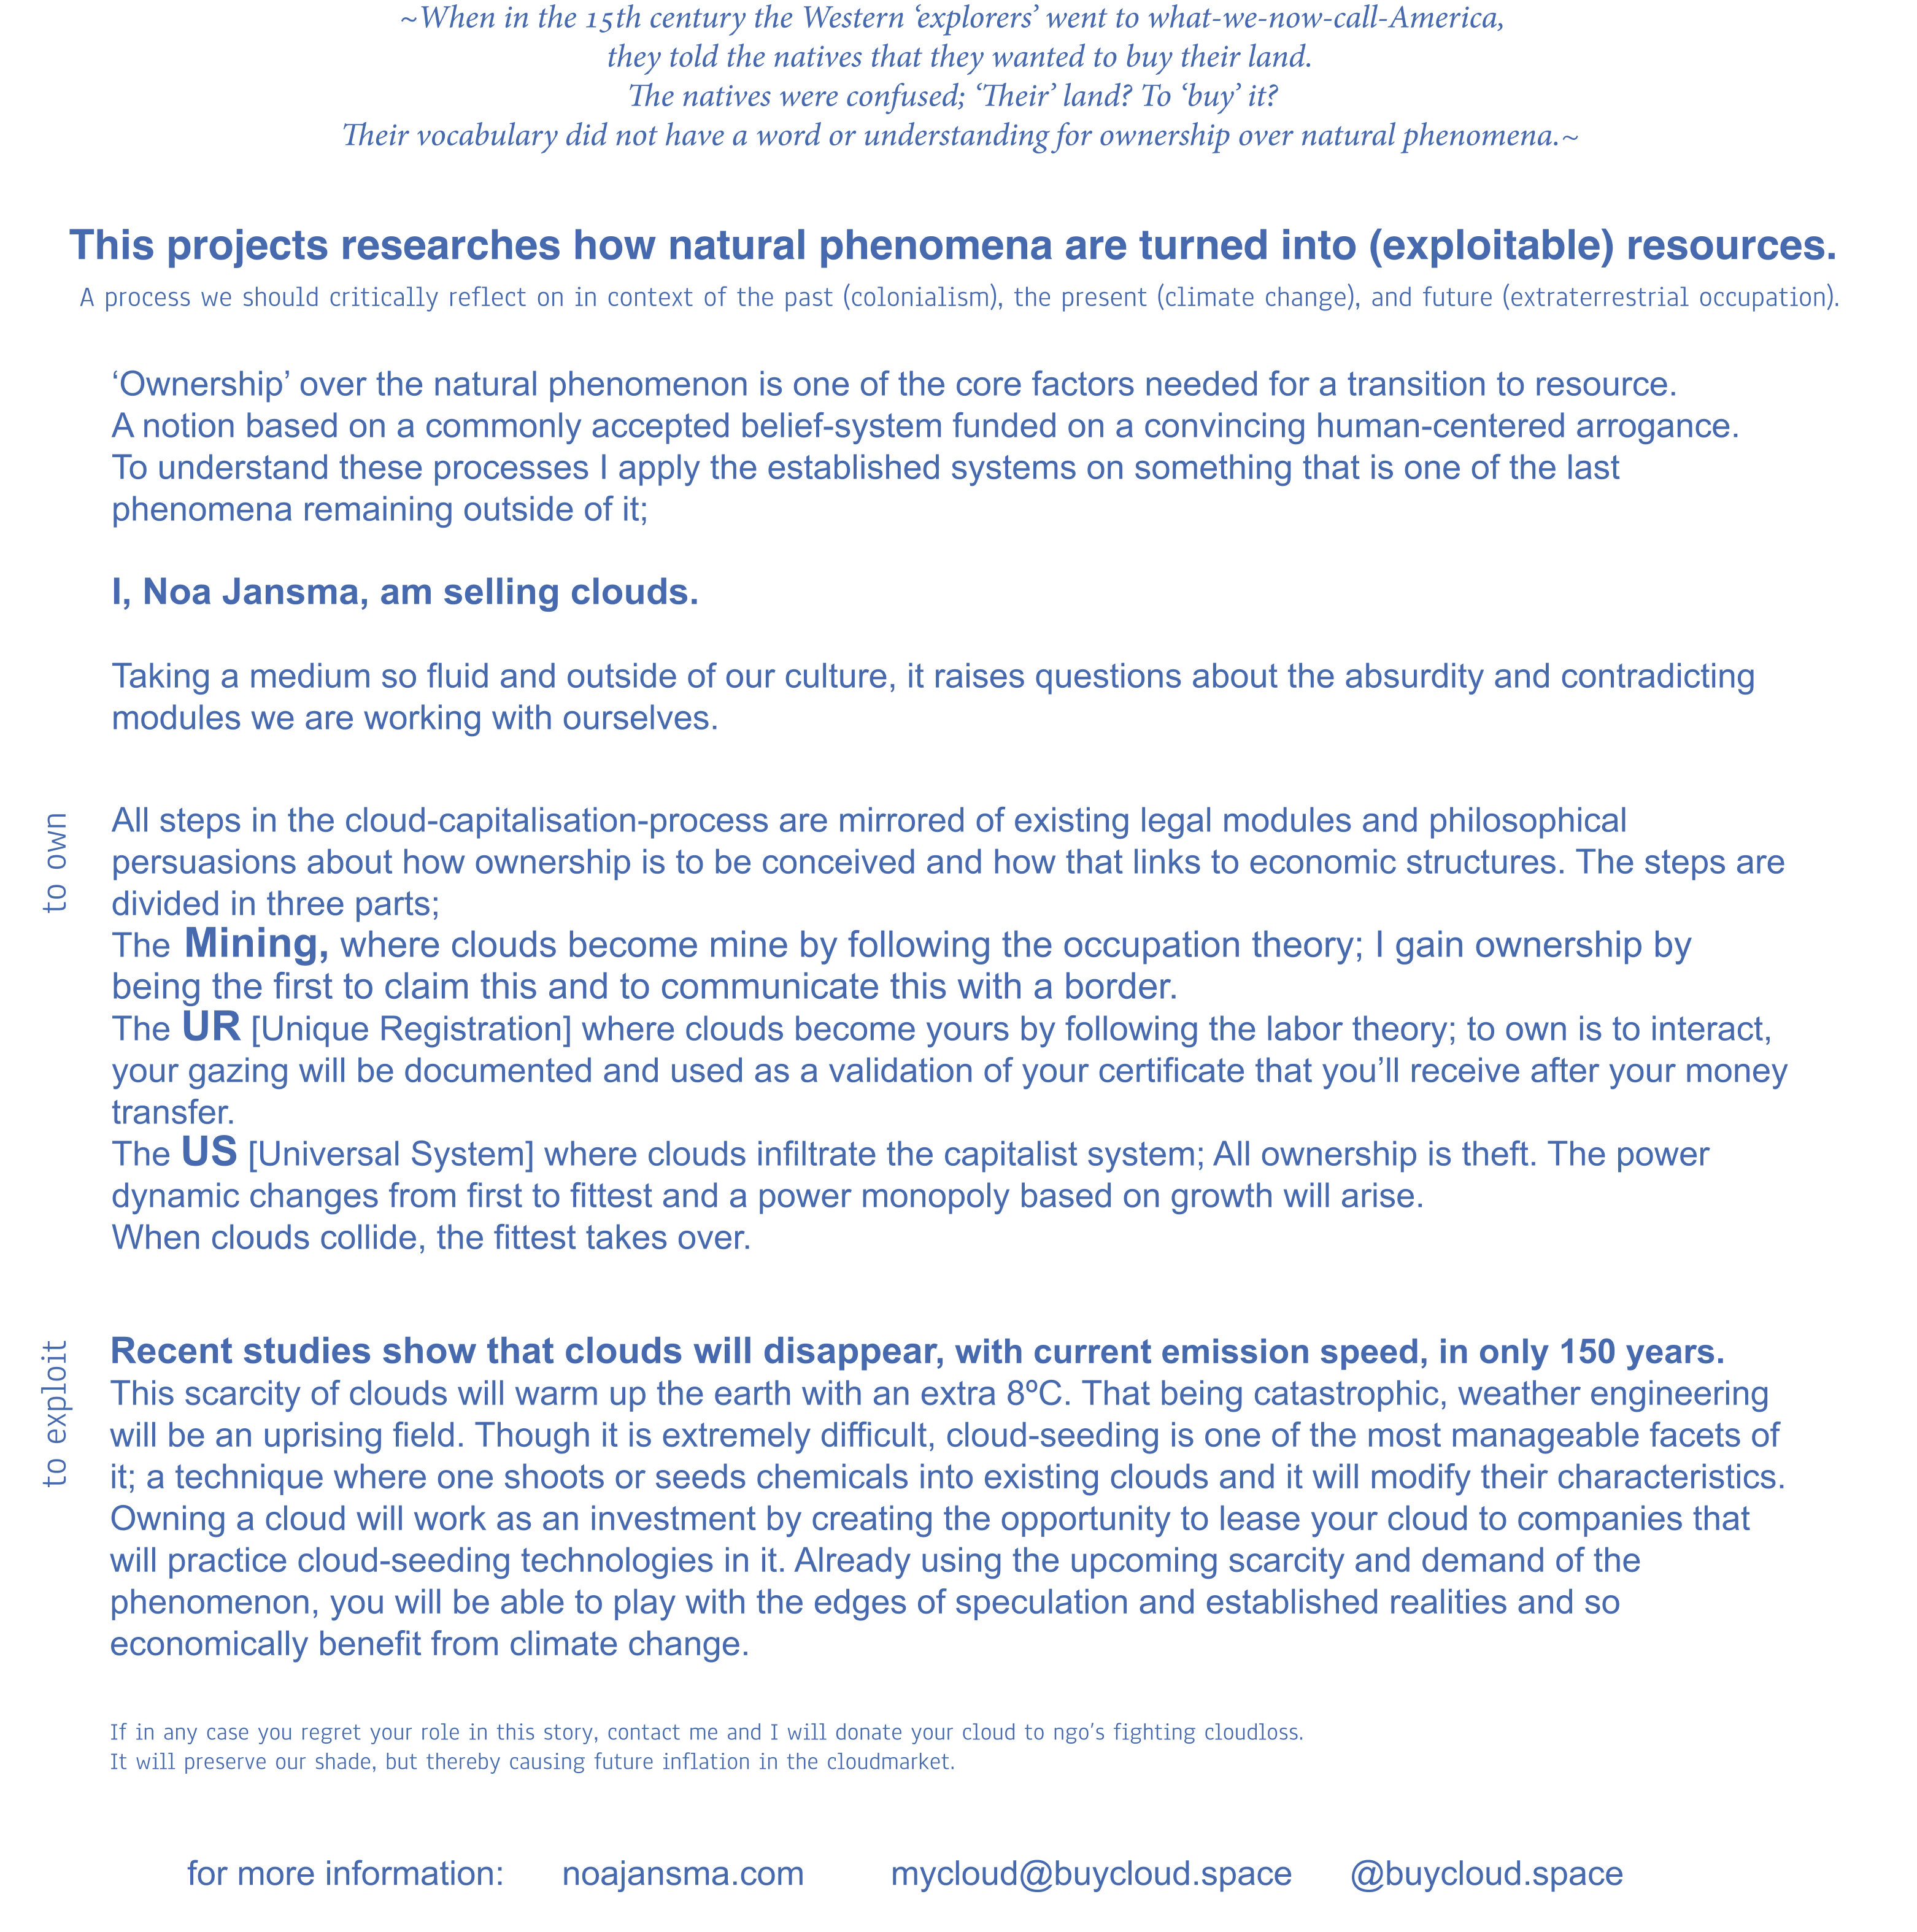 ~When in the 15th century the Western ‘explorers’ went to what-we-now-call-America,
they told the natives that they wanted to buy their land.
The natives were confused; ‘Their’ land? To ‘buy’ it?
Their vocabulary did not have a word or understanding for ownership over natural phenomena.~
This projects researches how natural phenomena are turned into (exploitable) resources.
A process we should critically reflect on in context of the past (colonialism), the present (climate change), and future (extraterrestrial occupation).
‘Ownership’ over the natural phenomenon is one of the core factors needed for a transition to resource.
A notion based on a commonly accepted belief-system funded on a convincing human-centered arrogance.
To understand these processes I apply the established systems on something that is one of the last
phenomena remaining outside of it;
I, Noa Jansma, am selling clouds.
Taking a medium so fluid and outside of our culture, it raises questions about the absurdity and contradicting
modules we are working with ourselves.
to own
All steps in the cloud-capitalisation-process are mirrored of existing legal modules and philosophical
persuasions about how ownership is to be conceived and how that links to economic structures. The steps are
divided in three parts;
The Mining, where clouds become mine by following the occupation theory; I gain ownership by
being the first to claim this and to communicate this with a border.
The UR [Unique Registration] where clouds become yours by following the labor theory; to own is to interact,
your gazing will be documented and used as a validation of your certificate that you’ll receive after your money
transfer.
The US [Universal System] where clouds infiltrate the capitalist system; All ownership is theft. The power
dynamic changes from first to fittest and a power monopoly based on growth will arise.
When clouds collide, the fittest takes over.
to exploit
Recent studies show that clouds will disappear, with current emission speed, in only 150 years.
This scarcity of clouds will warm up the earth with an extra 8ºC. That being catastrophic, weather engineering
will be an uprising field. Though it is extremely difficult, cloud-seeding is one of the most manageable facets of
it; a technique where one shoots or seeds chemicals into existing clouds and it will modify their characteristics.
Owning a cloud will work as an investment by creating the opportunity to lease your cloud to companies that
will practice cloud-seeding technologies in it. Already using the upcoming scarcity and demand of the
phenomenon, you will be able to play with the edges of speculation and established realities and so
economically benefit from climate change.
If in any case you regret your role in this story, contact me and I will donate your cloud to ngo’s fighting cloudloss.
It will preserve our shade, but thereby causing future inflation in the cloudmarket.
for more information: noajansma.com mycloud@buycloud.space @buycloud.space